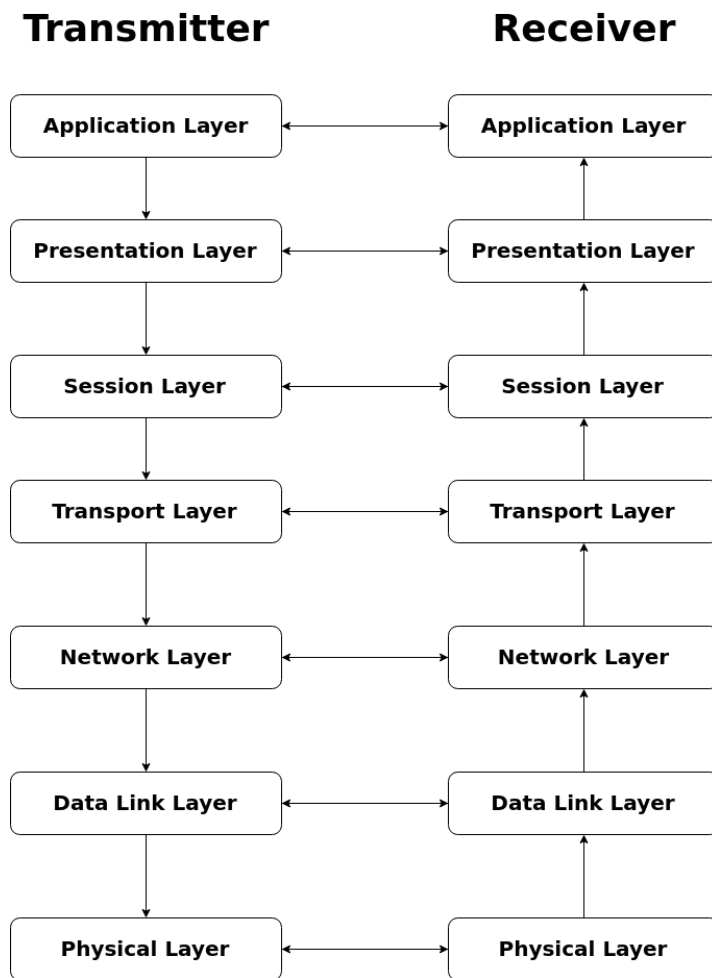 Transmitter
Receiver
Application Layer
Application Layer
Presentation Layer
Presentation Layer
Session Layer
Session Layer
Transport Layer
Transport Layer
Network Layer
Network Layer
Data Link Layer
Data Link Layer
Physical Layer
Physical Layer